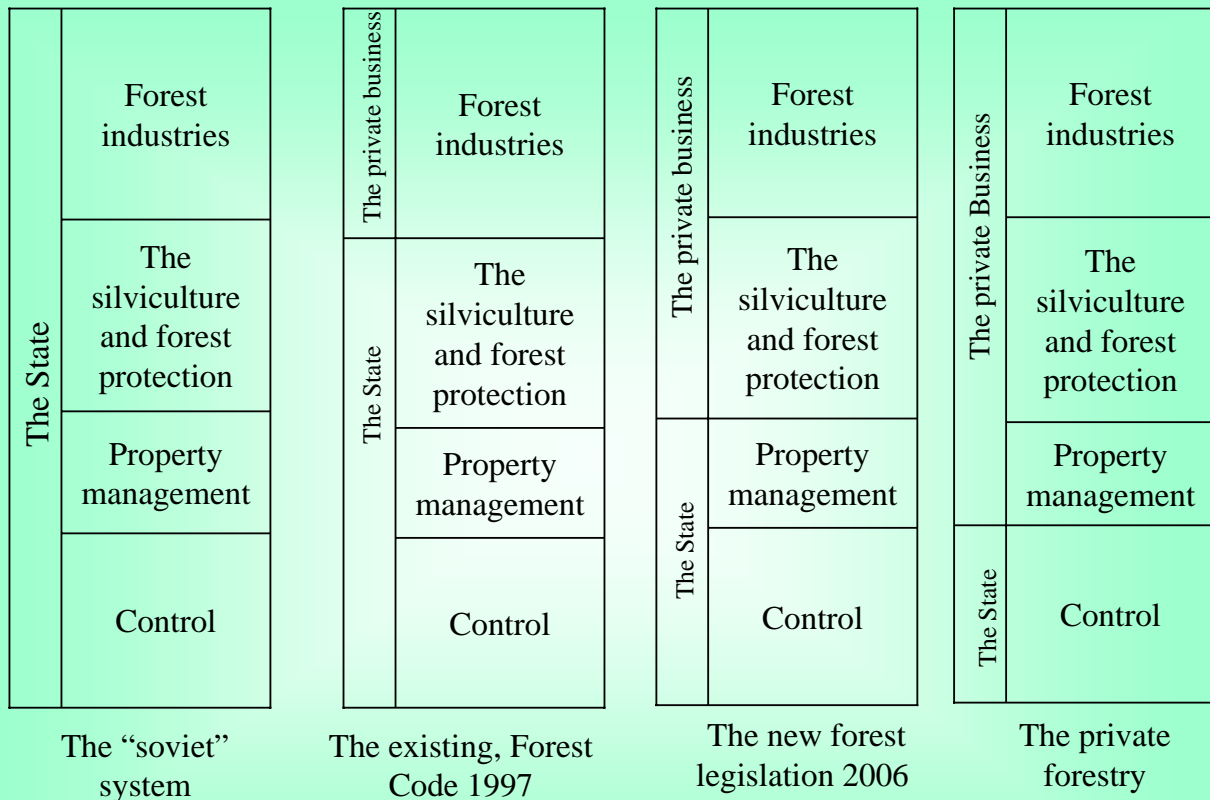 The State
Forest
industries
The
silviculture
and forest
protection
Property
management
Control
The “soviet”
system
The private business
The State
Forest
industries
The
silviculture
and forest
protection
Property
management
Control
The existing, Forest
Code 1997
The private business
The State
Forest
industries
The
silviculture
and forest
protection
Property
management
Control
The new forest
legislation 2006
The private Business
The State
Forest
industries
The
silviculture
and forest
protection
Property
management
Control
The private
forestry